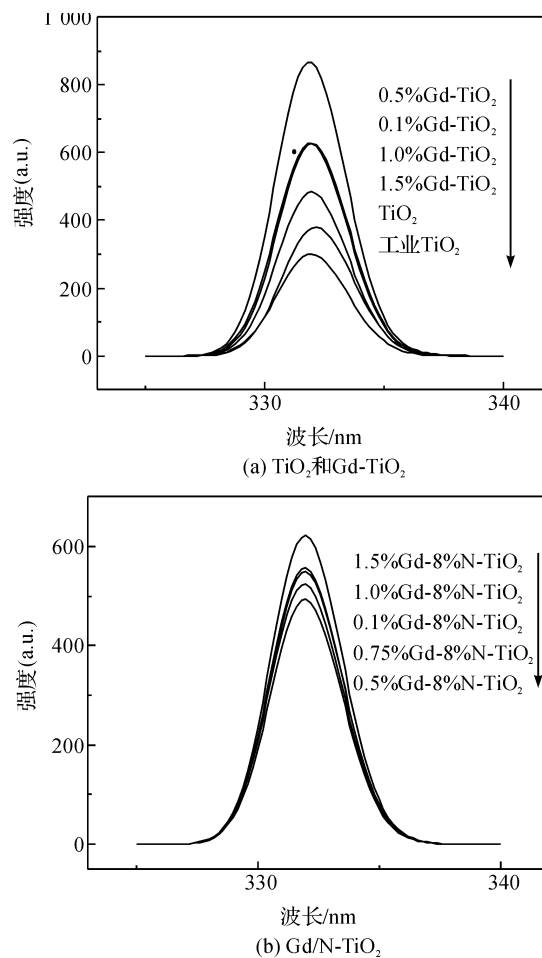 1 000
800
600
400
200
0
强度(a.u.)
0.5%Gd-TiO₂
0.1%Gd-TiO₂
1.0%Gd-TiO₂
1.5%Gd-TiO₂
TiO₂
工业TiO₂
330
340
波长/nm
(a) TiO₂和Gd-TiO₂
600
400
200
0
强度(a.u.)
1.5%Gd-8%N-TiO₂
1.0%Gd-8%N-TiO₂
0.1%Gd-8%N-TiO₂
0.75%Gd-8%N-TiO₂
0.5%Gd-8%N-TiO₂
330
340
波长/nm
(b) Gd/N-TiO₂